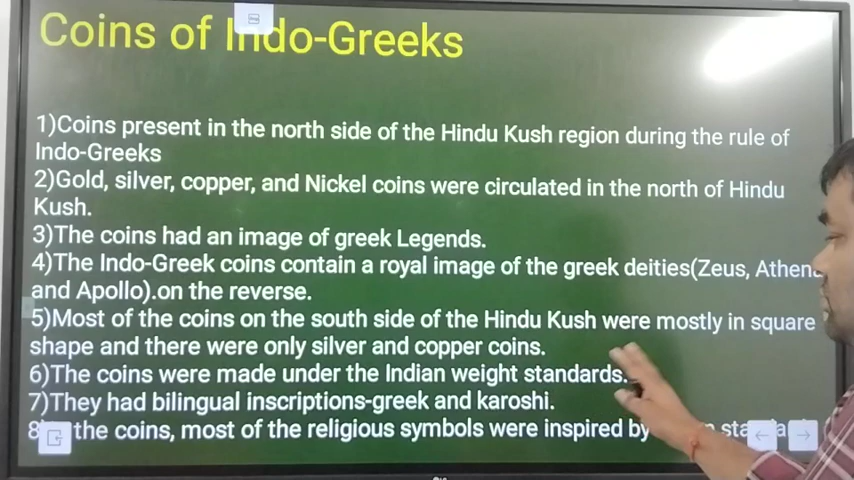 Coins of Indo-Greeks
1)Coins present in the north side of the Hindu Kush region during the rule of
Indo-Greeks
2)Gold, silver, copper, and Nickel coins were circulated in the north of Hindu
Kush.
3)The coins had an image of greek Legends.
4)The Indo-Greek coins contain a royal image of the greek deities(Zeus, Athena
and Apollo).on the reverse.
5)Most of the coins on the south side of the Hindu Kush were mostly in square
shape and there were only silver and copper coins.
6)The coins were made under the Indian weight standards.
7)They had bilingual inscriptions-greek and karoshi.
the coins, most of the religious symbols were inspired by